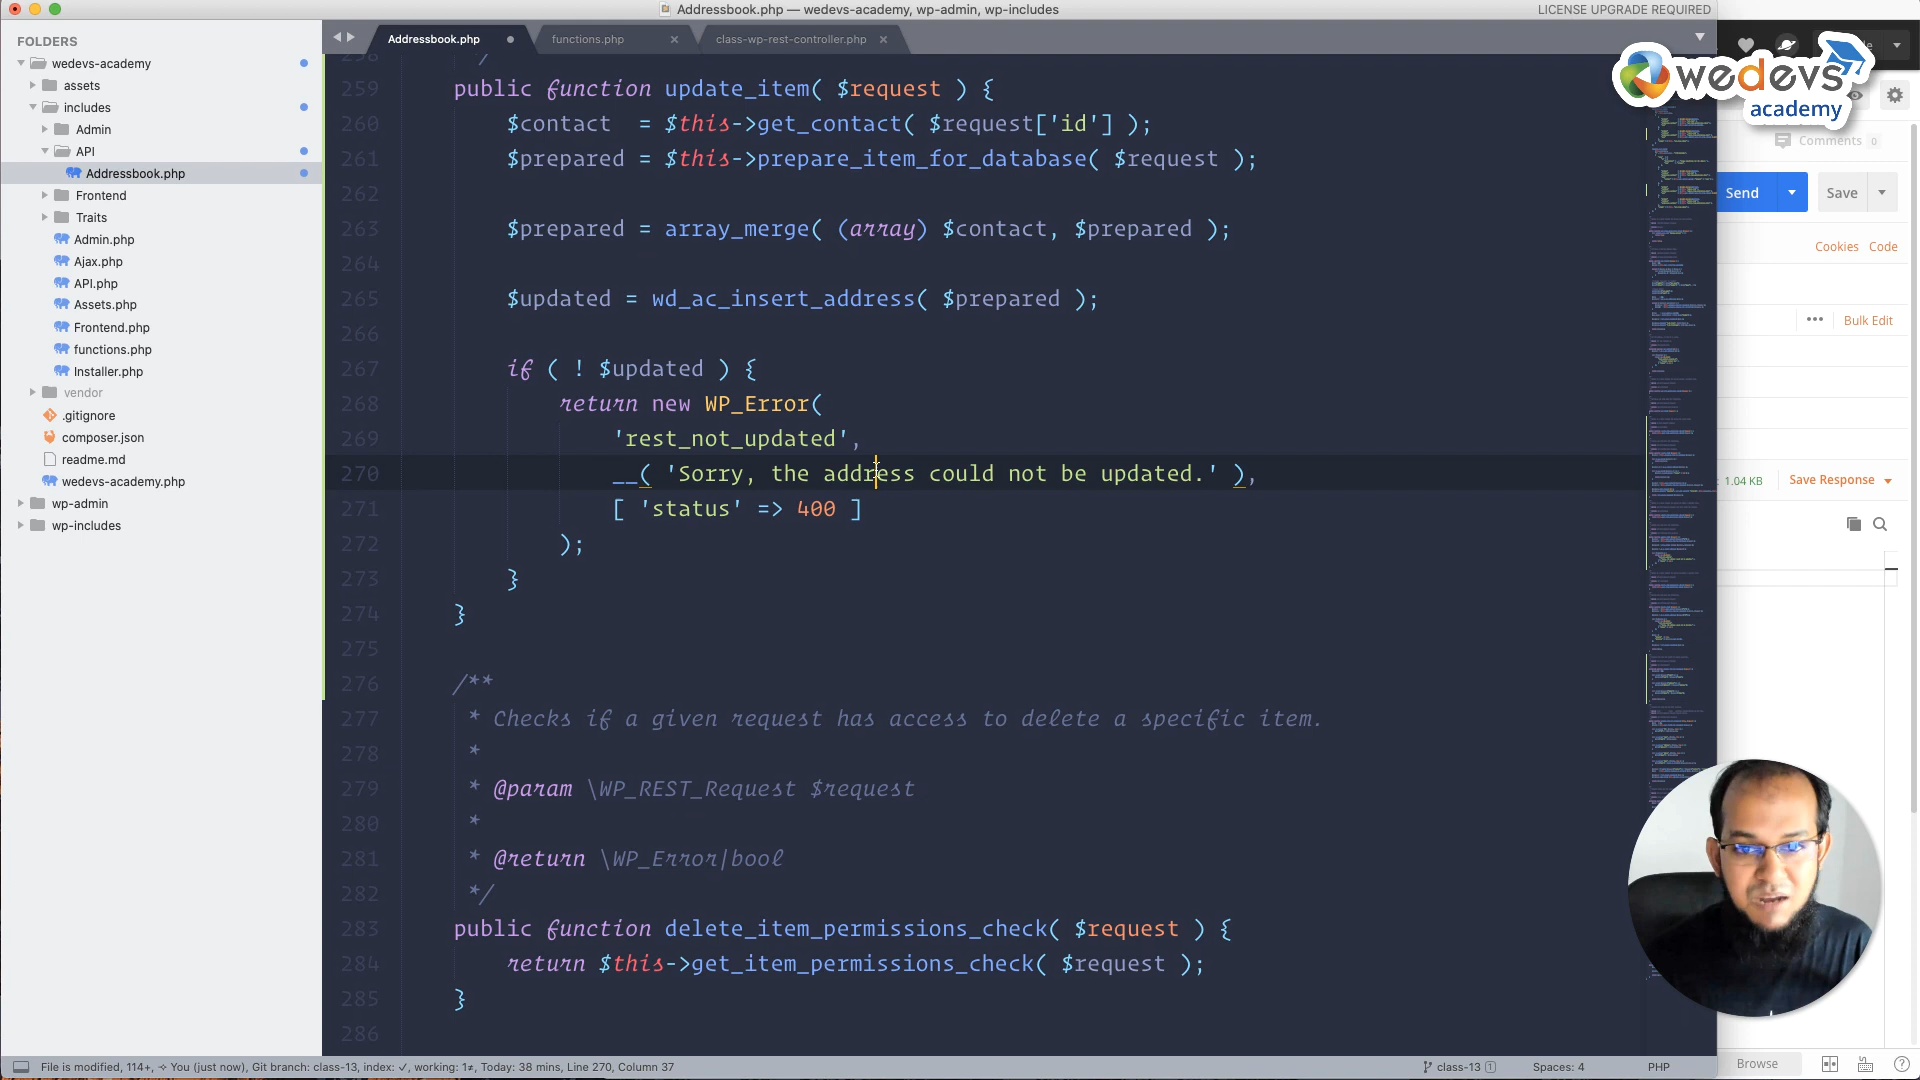 Addressbook.php — wedevs-academy, wp-admin, wp-includes
LICENSE UPGRADE REQUIRED
FOLDERS
wedevs-academy
assets
includes
Admin
API
Addressbook.php
Frontend
Traits
Admin.php
Ajax.php
API.php
Assets.php
Frontend.php
functions.php
Installer.php
vendor
.gitignore
composer.json
readme.md
wedevs-academy.php
wp-admin
wp-includes
Addressbook.php
functions.php
class-wp-rest-controller.php
258 */
259 public function update_item( $request ) {
260 $contact = $this->get_contact( $request['id'] );
261 $prepared = $this->prepare_item_for_database( $request );
262
263 $prepared = array_merge( (array) $contact, $prepared );
264
265 $updated = wd_ac_insert_address( $prepared );
266
267 if ( ! $updated ) {
268 return new WP_Error(
269 'rest_not_updated',
270 __( 'Sorry, the address could not be updated.' ),
271 [ 'status' => 400 ]
272 );
273 }
274 }
275
276 /**
277 * Checks if a given request has access to delete a specific item.
278 *
279 * @param \WP_REST_Request $request
280 *
281 * @return \WP_Error|bool
282 */
283 public function delete_item_permissions_check( $request ) {
284 return $this->get_item_permissions_check( $request );
285 }
286
wedevs
academy
Comments 0
Send
Save
Cookies Code
Bulk Edit
1.04 KB Save Response
File is modified, 114+, You (just now), Git branch: class-13, index: ✓, working: 1≠, Today: 38 mins, Line 270, Column 37
class-13 1
Spaces: 4
PHP
Browse